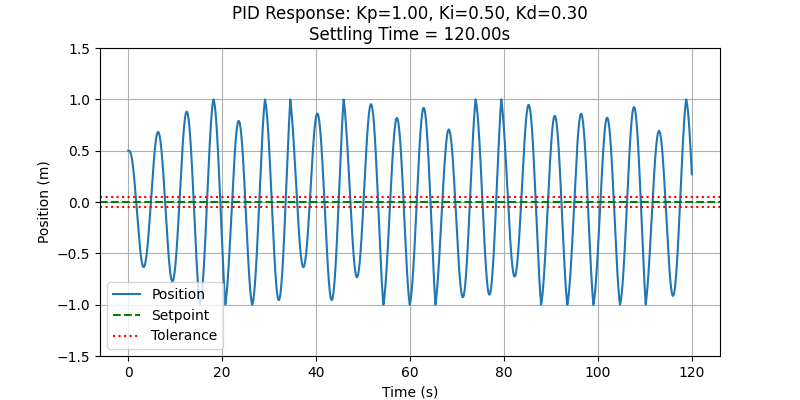 PID Response: Kp=1.00, Ki=0.50, Kd=0.30
Settling Time = 120.00s
1.5
1.0
0.5
0.0
−0.5
−1.0
−1.5
Position (m)
Position
Setpoint
Tolerance
0 20 40 60 80 100 120
Time (s)